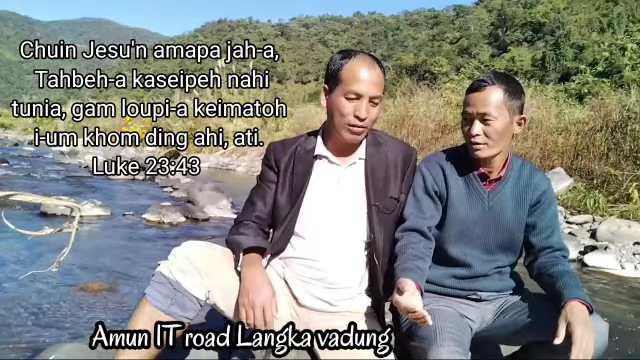 Chuin Jesu'n amapa jah-a,
Tahbeh-a kaseipeh nahi
tunia, gam loupi-a keimatoh
i-um khom ding ahi, ati.
Luke 23:43
Amun IT road Langka vadung